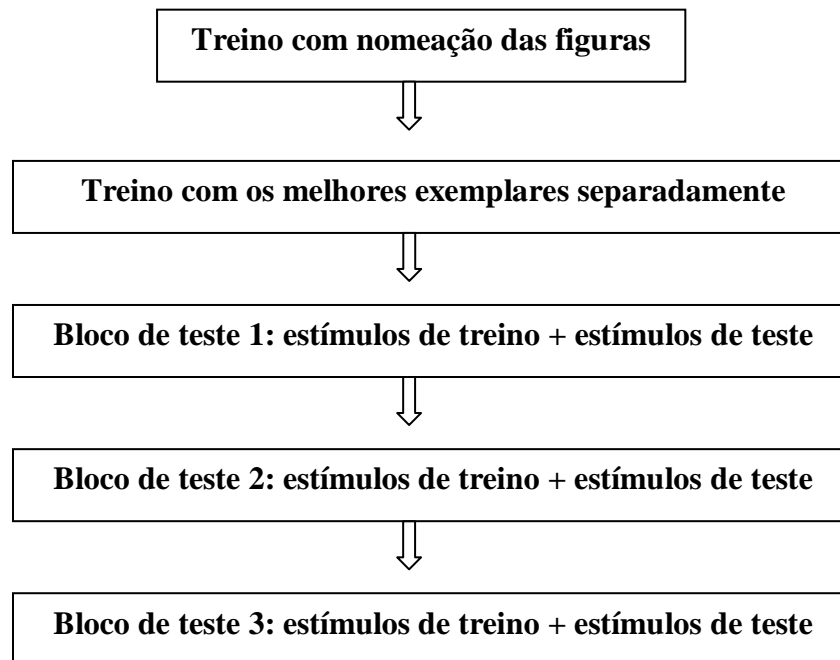 Treino com nomeação das figuras
Treino com os melhores exemplares separadamente
Bloco de teste 1: estímulos de treino + estímulos de teste
Bloco de teste 2: estímulos de treino + estímulos de teste
Bloco de teste 3: estímulos de treino + estímulos de teste